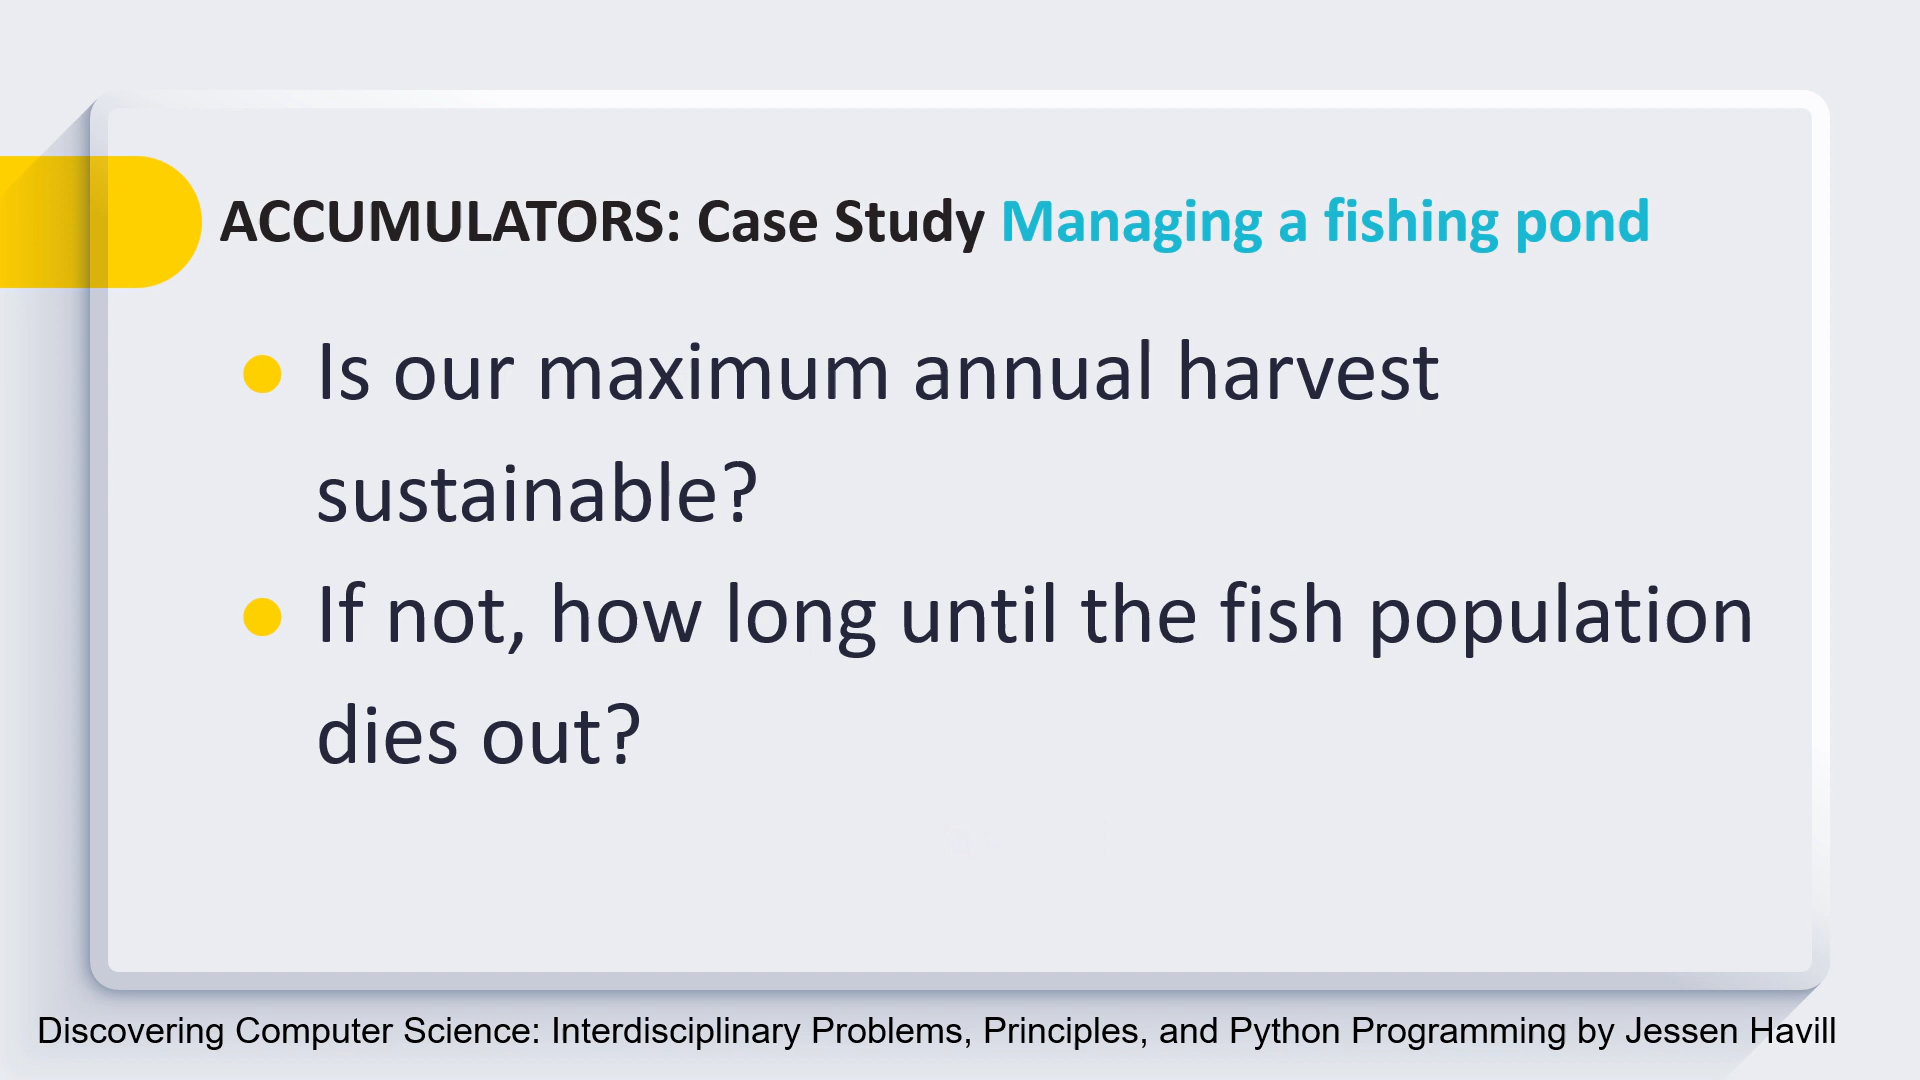 ACCUMULATORS: Case Study Managing a fishing pond
Is our maximum annual harvest
sustainable?
If not, how long until the fish population
dies out?
Discovering Computer Science: Interdisciplinary Problems, Principles, and Python Programming by Jessen Havill